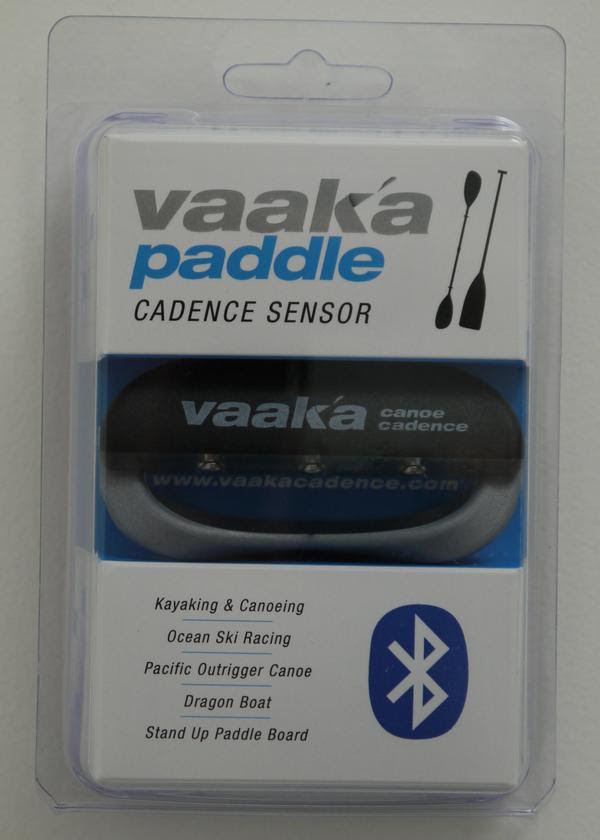 vaaka
paddle
CADENCE SENSOR
vaaka canoe
cadence
www.vaakacadence.com
Kayaking & Canoeing
Ocean Ski Racing
Pacific Outrigger Canoe
Dragon Boat
Stand Up Paddle Board